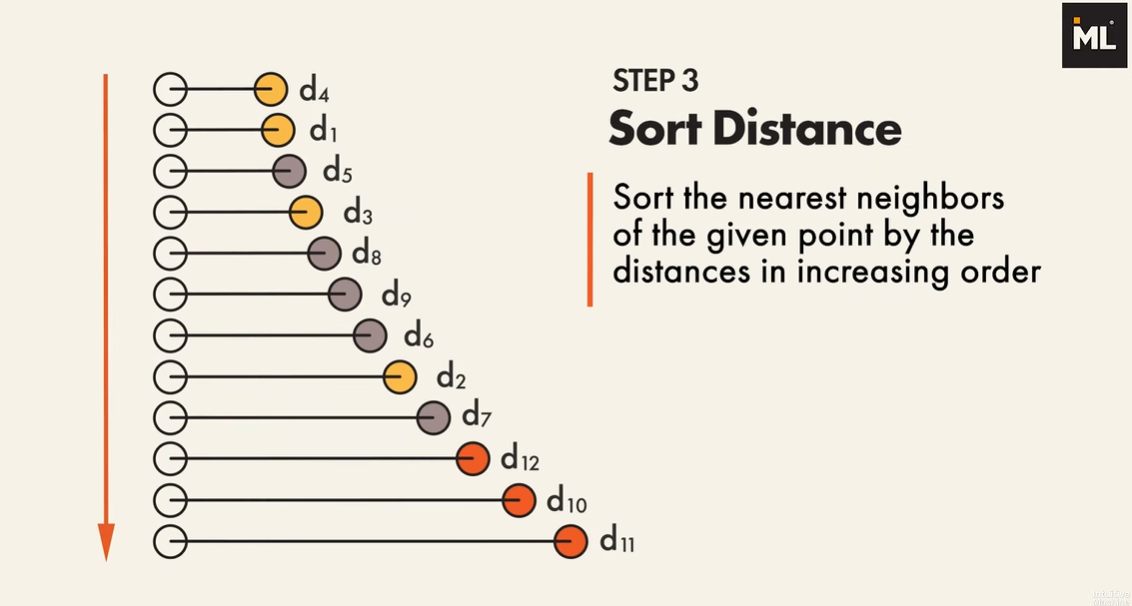 ML
STEP 3
Sort Distance
Sort the nearest neighbors
of the given point by the
distances in increasing order
d4
d1
d5
d3
d8
d9
d6
d2
d7
d12
d10
d11